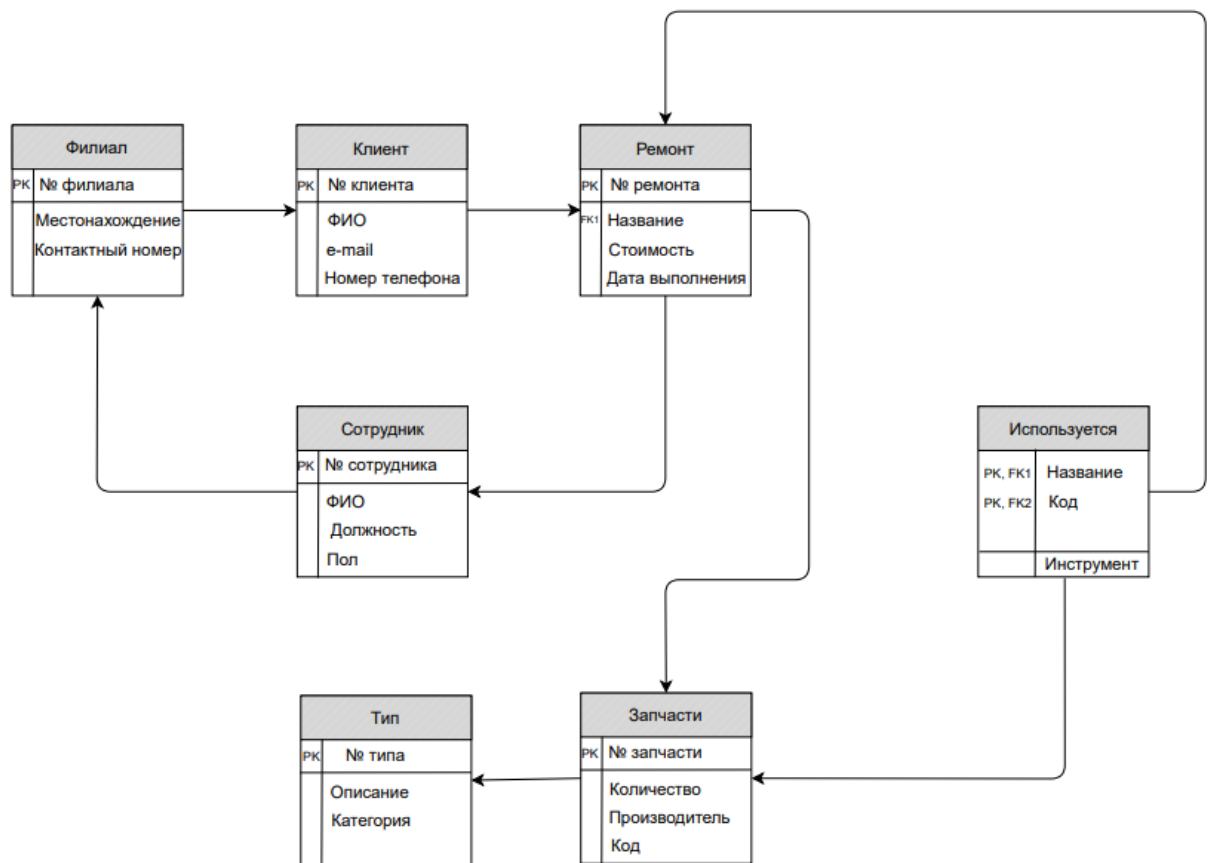 Филиал
PK № филиала
Местонахождение
Контактный номер
Клиент
PK № клиента
ФИО
e-mail
Номер телефона
Ремонт
PK № ремонта
FK1 Название
Стоимость
Дата выполнения
Сотрудник
PK № сотрудника
ФИО
Должность
Пол
Используется
PK, FK1 Название
PK, FK2 Код
Инструмент
Тип
PK № типа
Описание
Категория
Запчасти
PK № запчасти
Количество
Производитель
Код